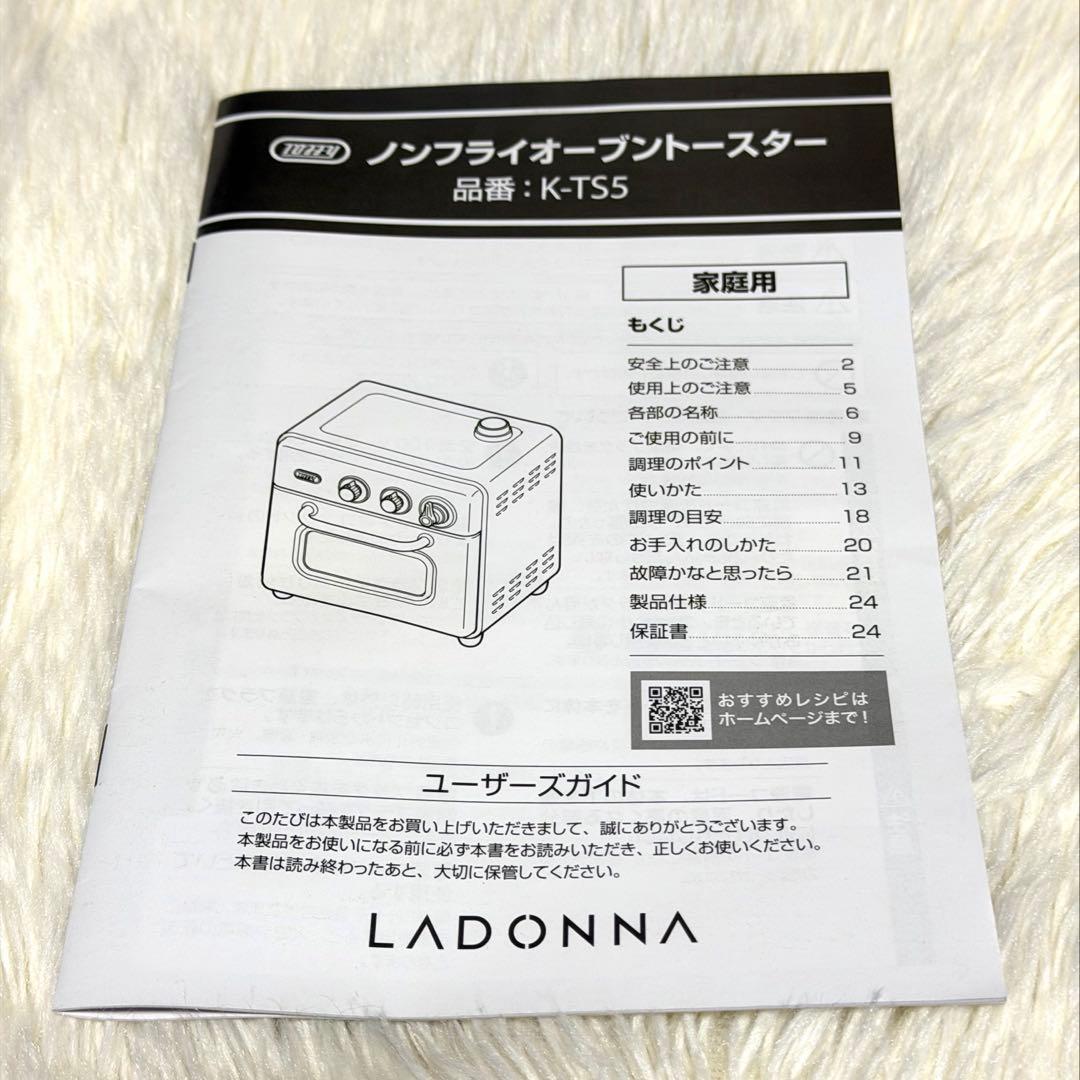 ノンフライオーブントースター
品番：K-TS5
家庭用
もくじ
安全上のご注意 2
使用上のご注意 5
各部の名称 6
ご使用の前に 9
調理のポイント 11
使いかた 13
調理の目安 18
お手入れのしかた 20
故障かなと思ったら 21
製品仕様 24
保証書 24
おすすめレシピは
ホームページまで！
ユーザーズガイド
このたびは本製品をお買い上げいただきまして、誠にありがとうございます。
本製品をお使いになる前に必ず本書をお読みいただき、正しくお使いください。
本書は読み終わったあと、大切に保管してください。
LADONNA